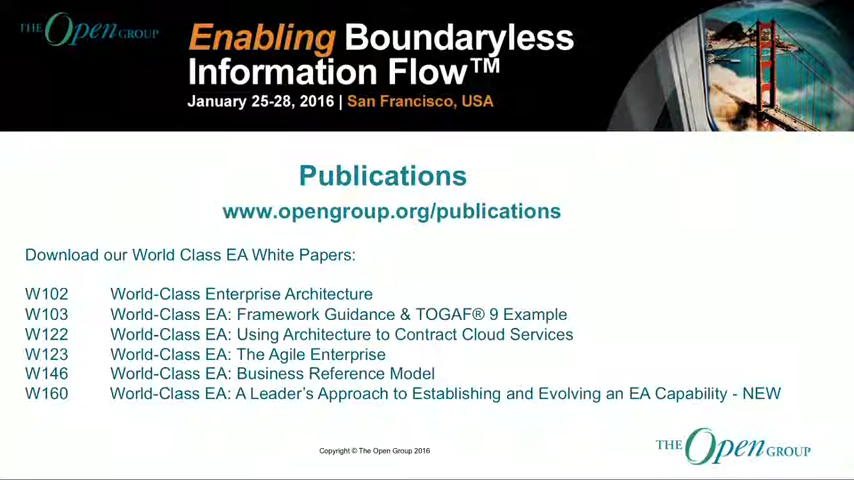 THE Open GROUP
Enabling Boundaryless
Information Flow™
January 25-28, 2016 | San Francisco, USA
Publications
www.opengroup.org/publications
Download our World Class EA White Papers:
W102 World-Class Enterprise Architecture
W103 World-Class EA: Framework Guidance & TOGAF® 9 Example
W122 World-Class EA: Using Architecture to Contract Cloud Services
W123 World-Class EA: The Agile Enterprise
W146 World-Class EA: Business Reference Model
W160 World-Class EA: A Leader's Approach to Establishing and Evolving an EA Capability - NEW
Copyright © The Open Group 2016
THE Open GROUP